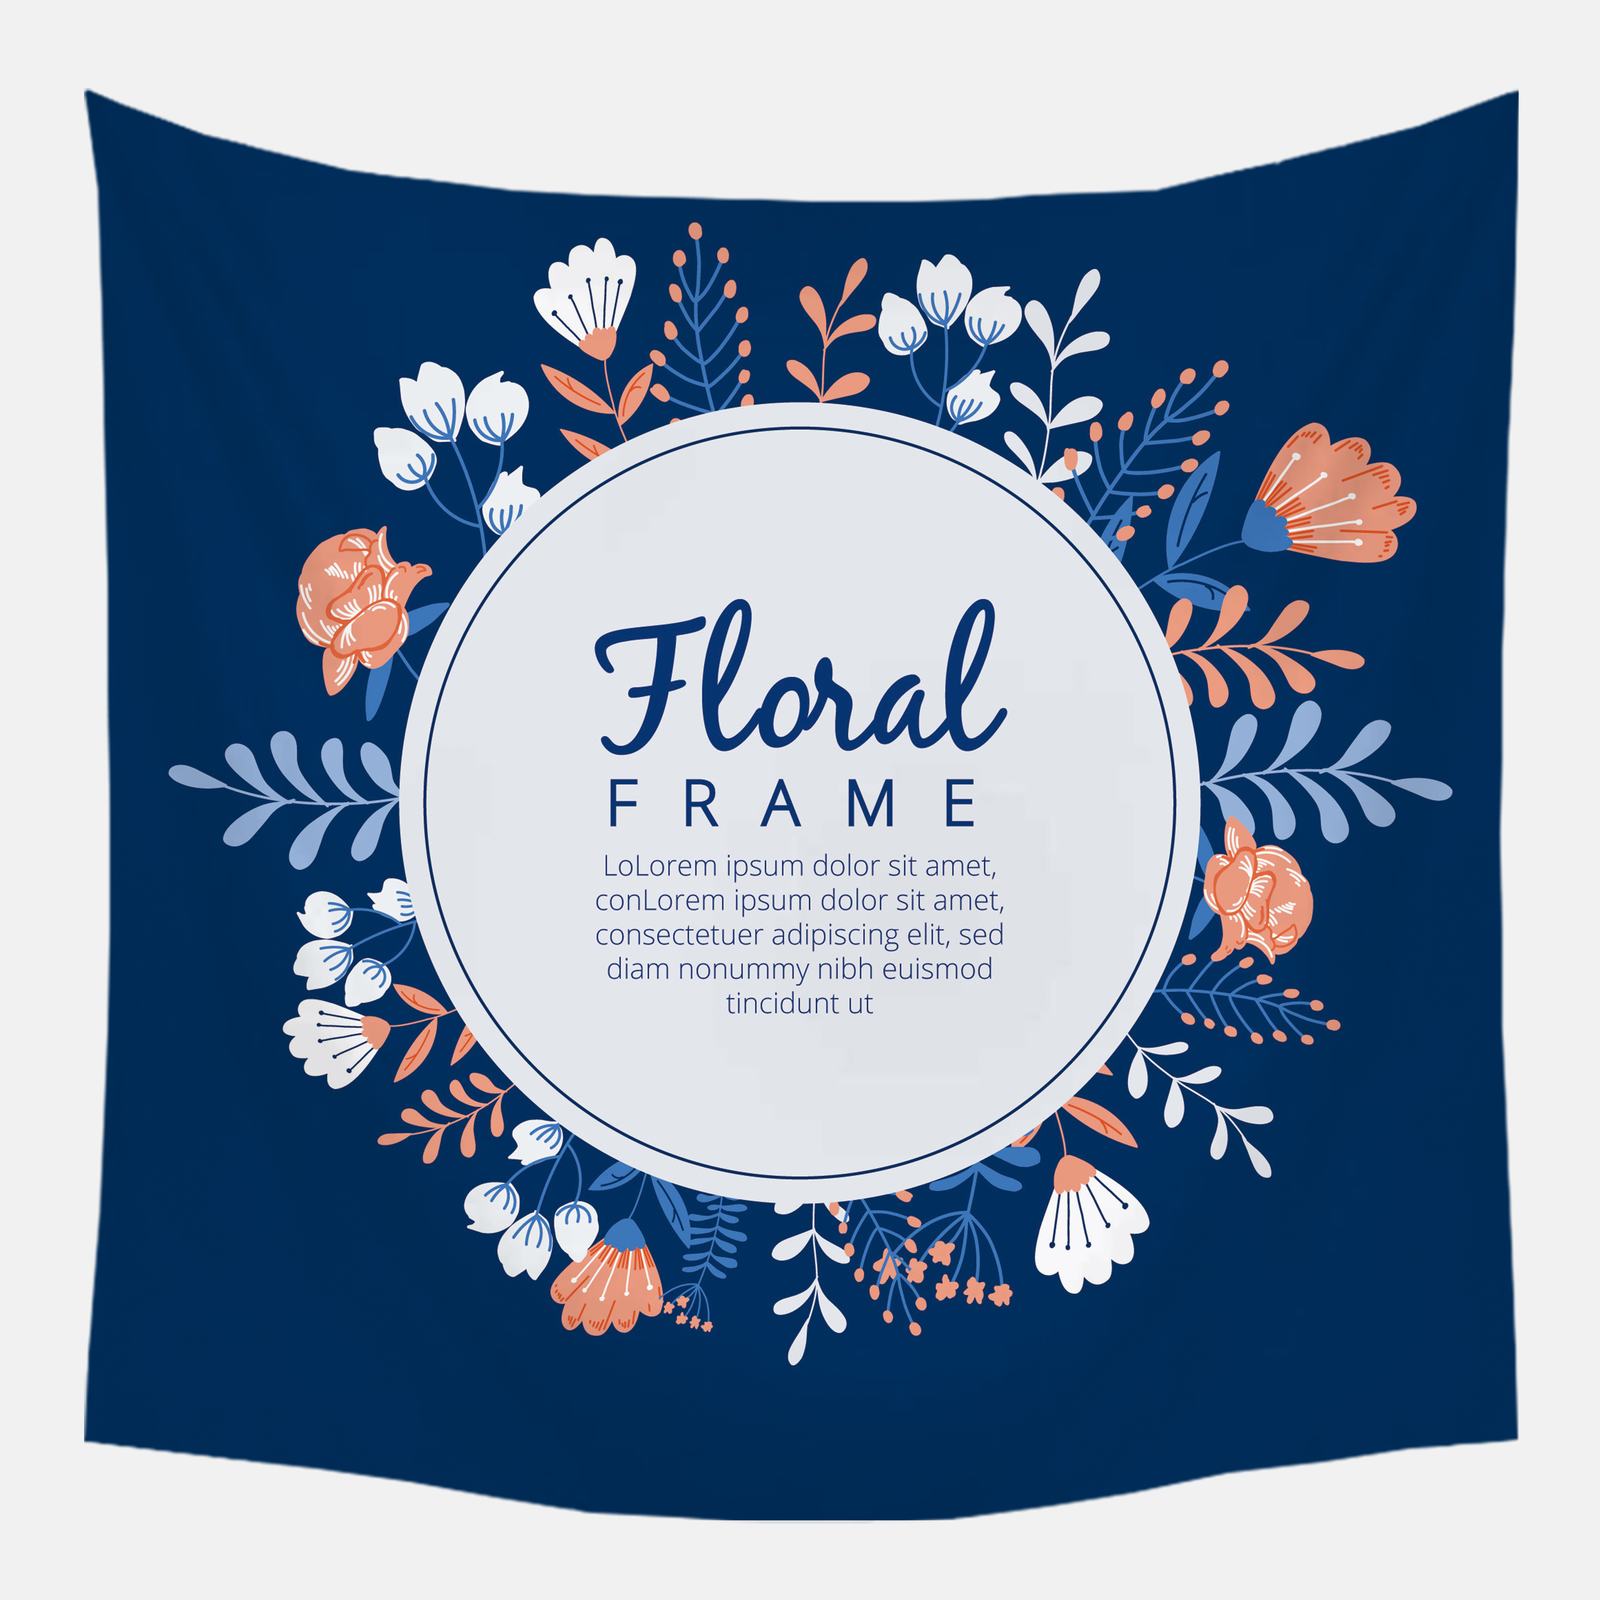 Floral
FRAME
LoLorem ipsum dolor sit amet,
conLorem ipsum dolor sit amet,
consectetuer adipiscing elit, sed
diam nonummy nibh euismod
tincidunt ut